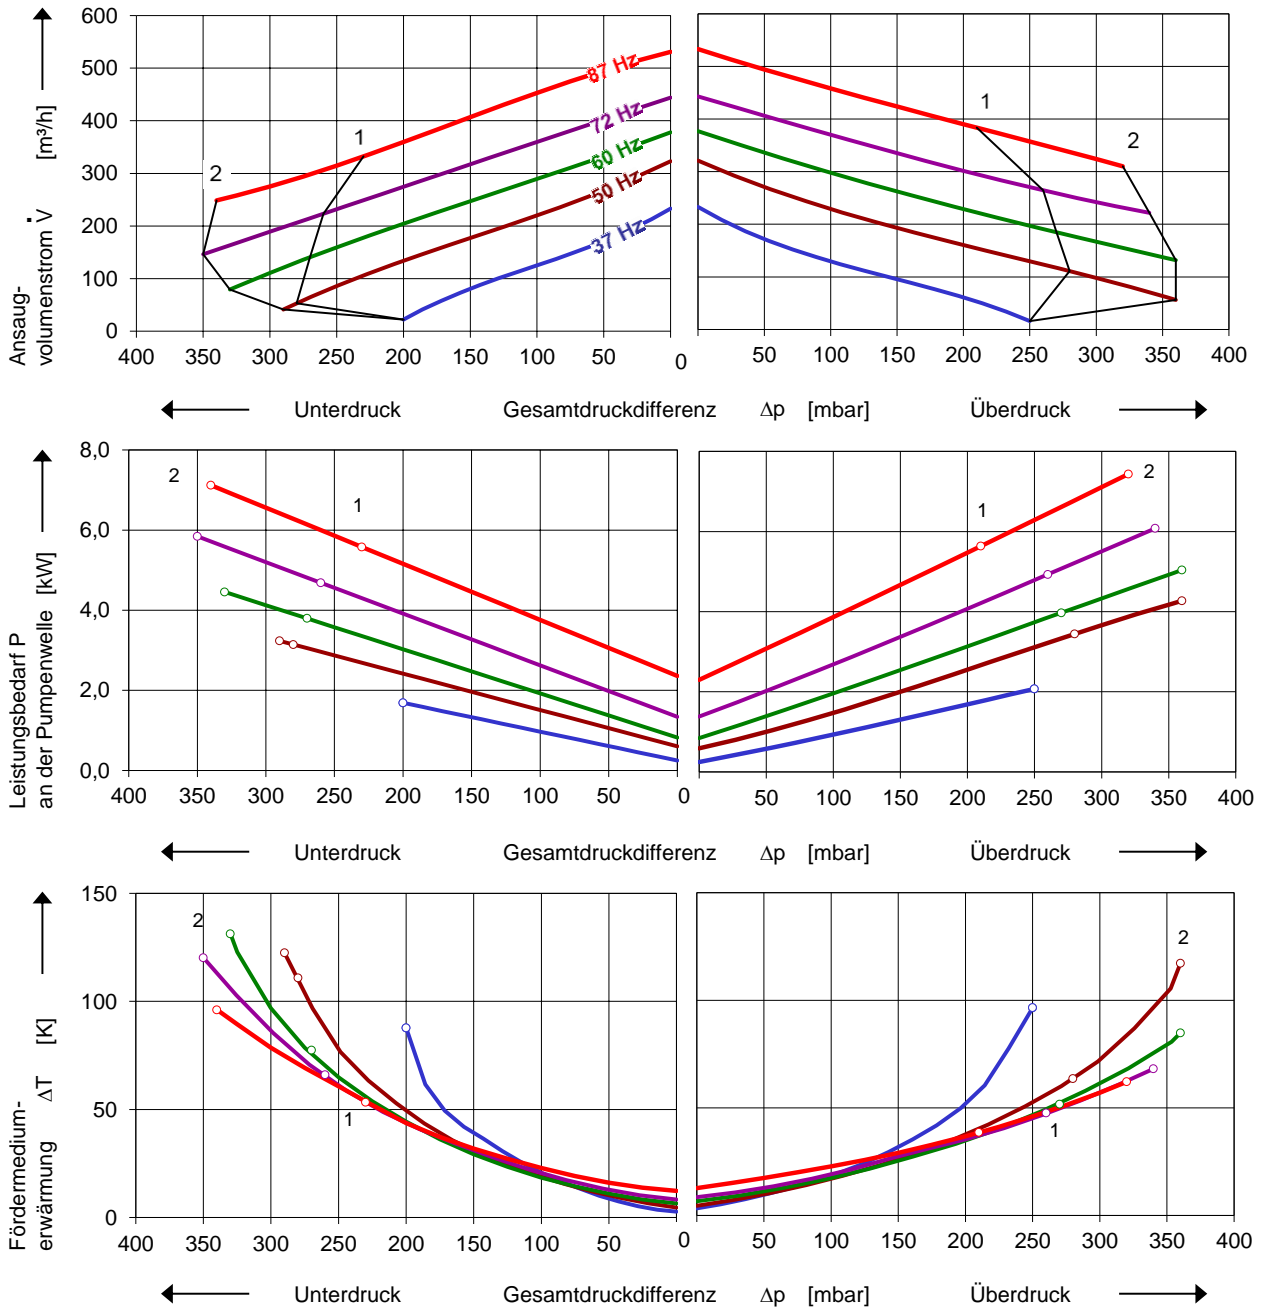 600
500
400
300
200
100
0
Ansaug-
volumenstrom V̇ [m³/h]
1
2
87 Hz
72 Hz
60 Hz
50 Hz
37 Hz
1
2
400 350 300 250 200 150 100 50 0 50 100 150 200 250 300 350 400
Unterdruck Gesamtdruckdifferenz Δp [mbar] Überdruck
8,0
6,0
4,0
2,0
0,0
Leistungsbedarf P
an der Pumpenwelle [kW]
2
1
1
2
400 350 300 250 200 150 100 50 0 50 100 150 200 250 300 350 400
Unterdruck Gesamtdruckdifferenz Δp [mbar] Überdruck
150
100
50
0
Fördermedium-
erwärmung ΔT [K]
2
1
2
1
400 350 300 250 200 150 100 50 0 50 100 150 200 250 300 350 400
Unterdruck Gesamtdruckdifferenz Δp [mbar] Überdruck